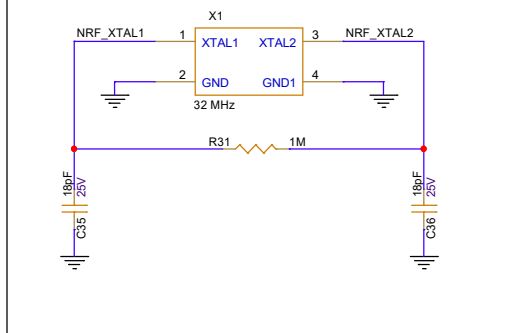 X1
NRF_XTAL1
1
XTAL1
XTAL2
3
NRF_XTAL2
2
GND
GND1
4
32 MHz
R31
1M
18pF
25V
C35
18pF
25V
C36